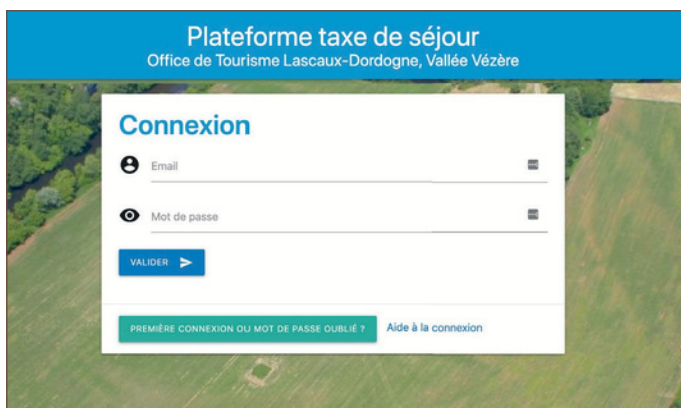 Plateforme taxe de séjour
Office de Tourisme Lascaux-Dordogne, Vallée Vézère
Connexion
Email
Mot de passe
VALIDER
PREMIÈRE CONNEXION OU MOT DE PASSE OUBLIÉ ?
Aide à la connexion